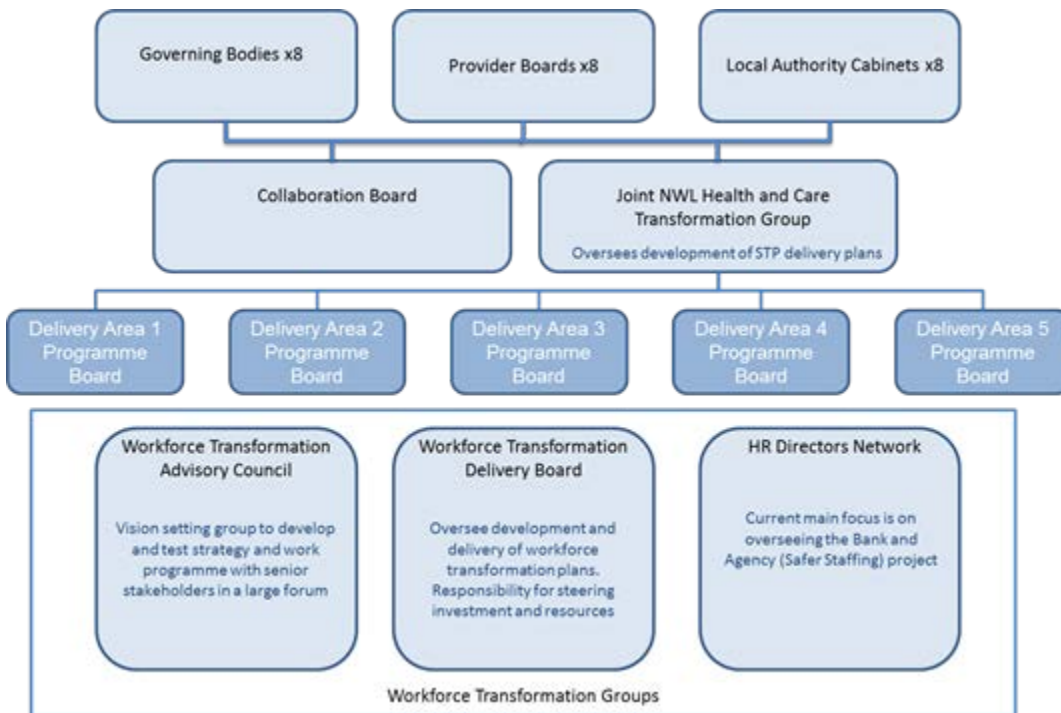 Governing Bodies x8
Provider Boards x8
Local Authority Cabinets x8
Collaboration Board
Joint NWL Health and Care
Transformation Group
Oversees development of STP delivery plans
Delivery Area 1
Programme
Board
Delivery Area 2
Programme
Board
Delivery Area 3
Programme
Board
Delivery Area 4
Programme
Board
Delivery Area 5
Programme
Board
Workforce Transformation
Advisory Council
Vision setting group to develop
and test strategy and work
programme with senior
stakeholders in a large forum
Workforce Transformation
Delivery Board
Oversee development and
delivery of workforce
transformation plans.
Responsibility for steering
investment and resources
HR Directors Network
Current main focus is on
overseeing the Bank and
Agency (Safer Staffing) project
Workforce Transformation Groups